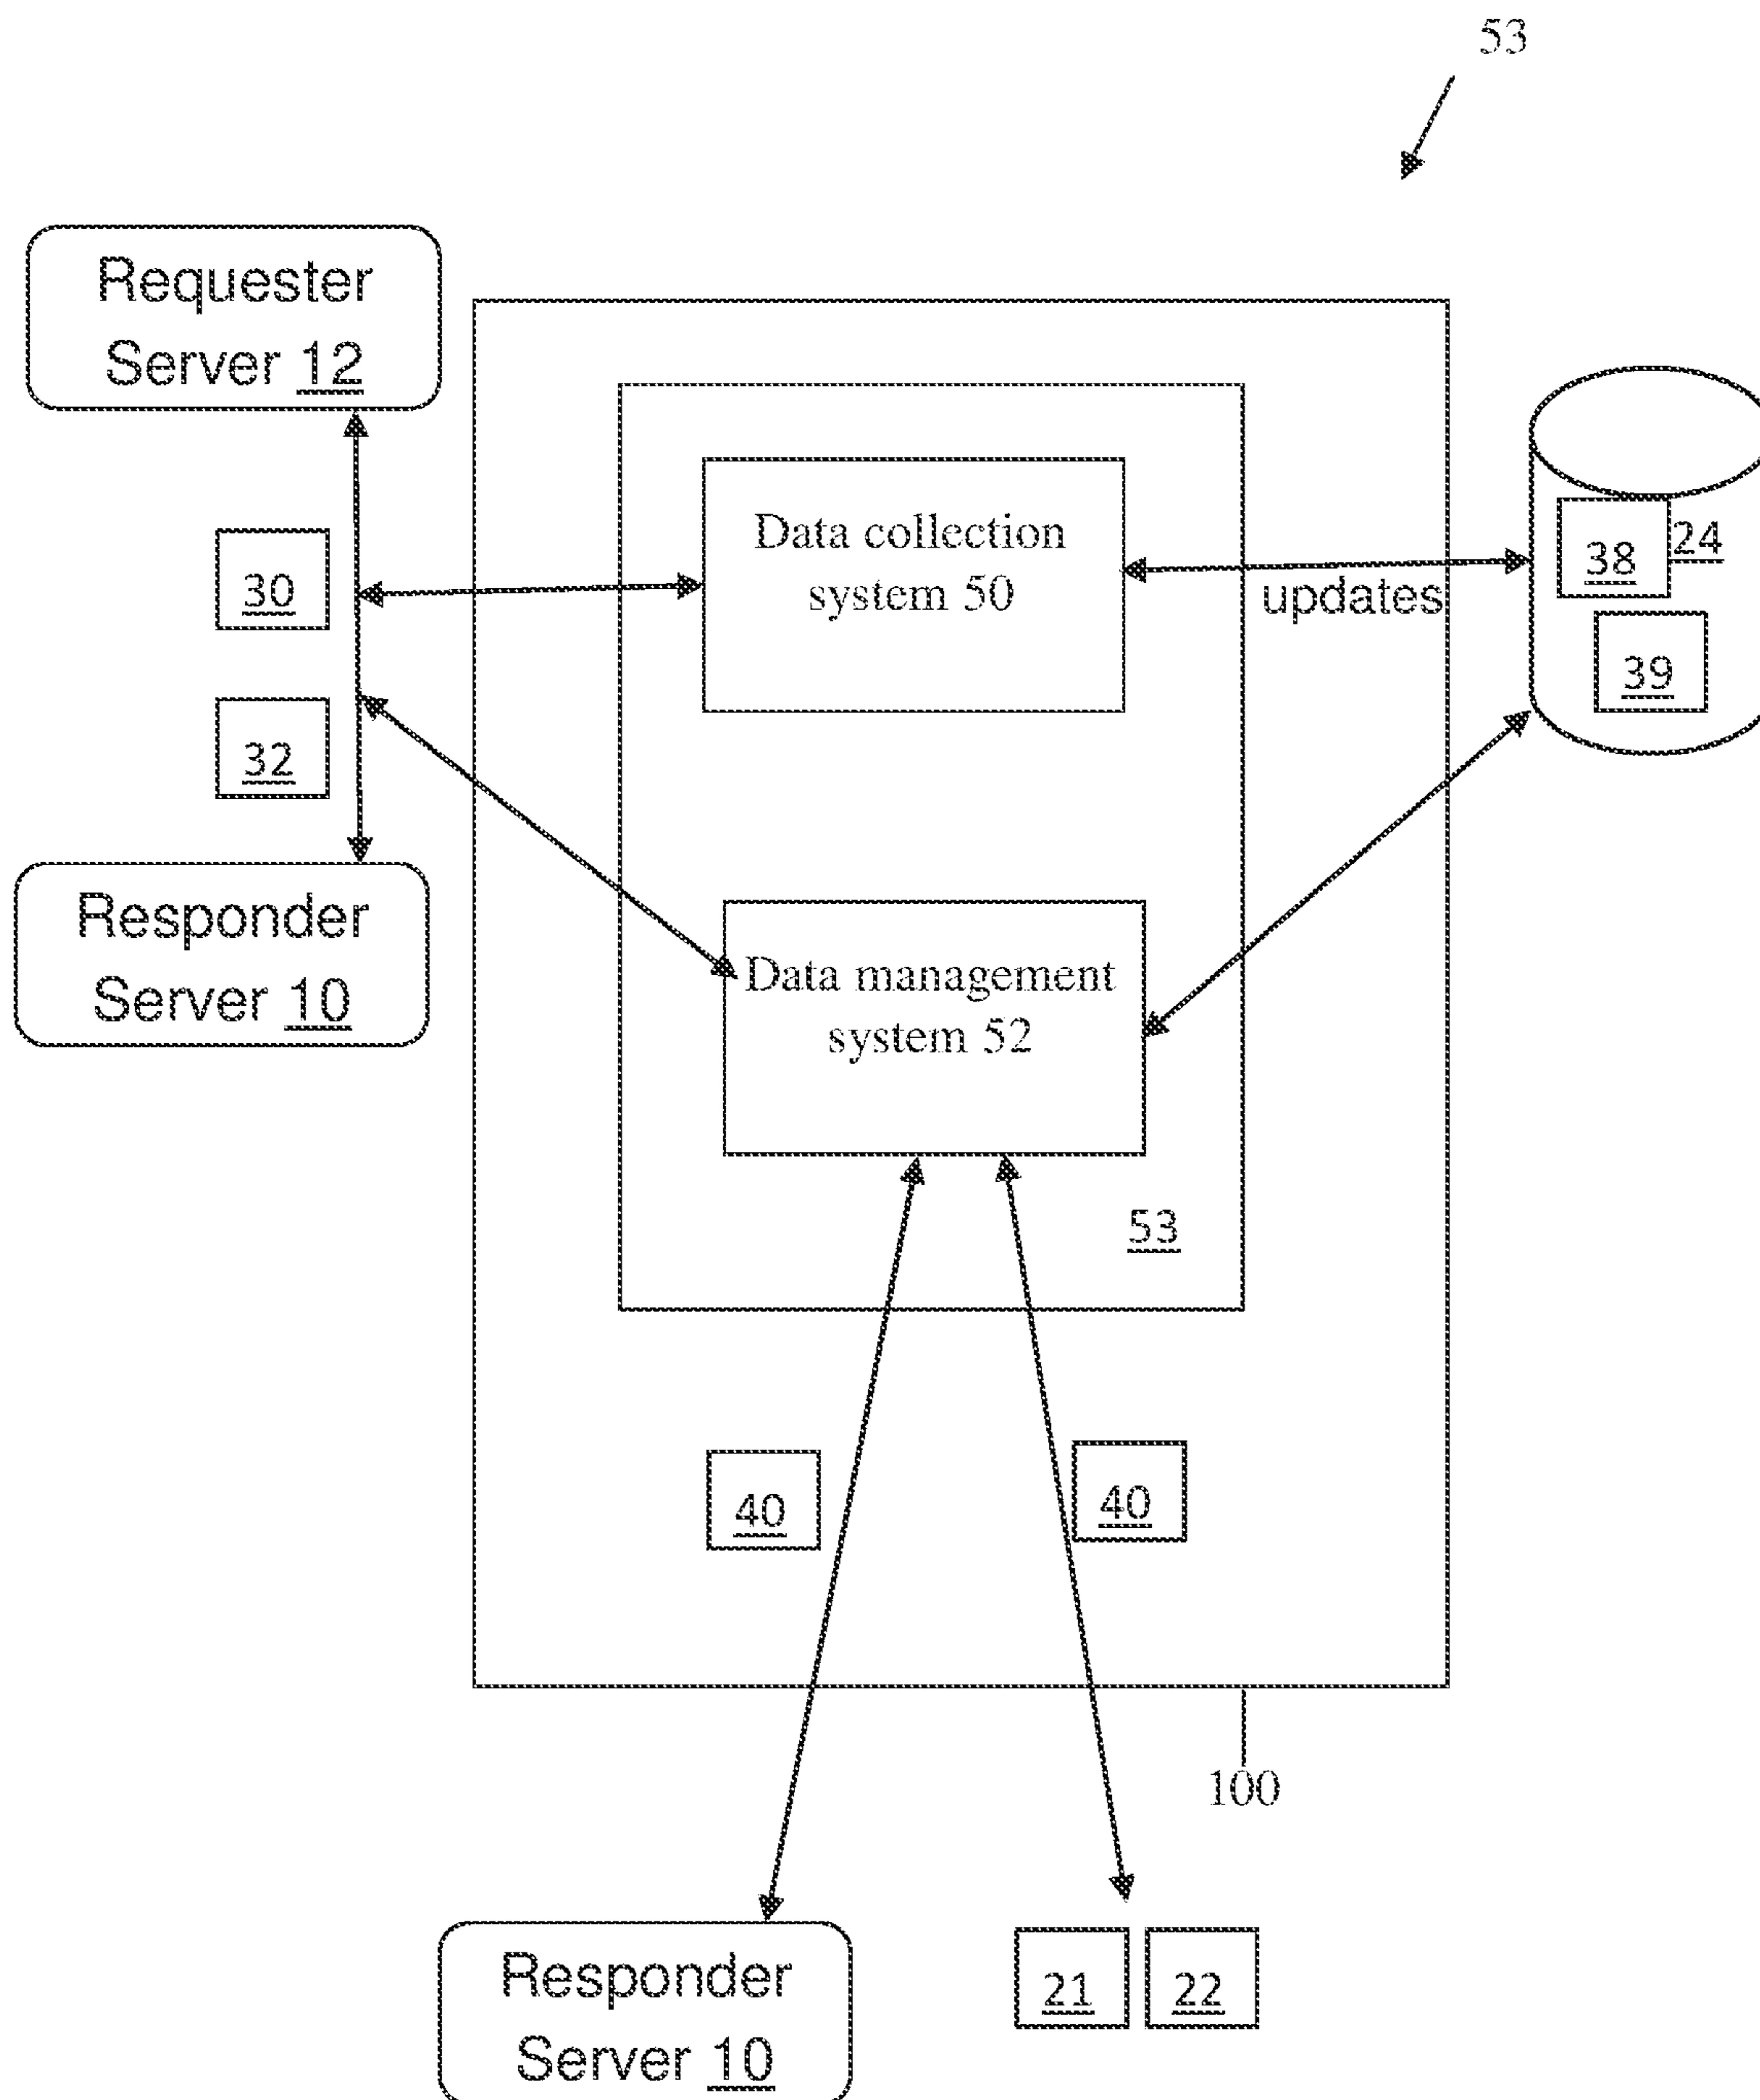 53
Requester
Server 12
Data collection
system 50
updates
38
24
39
30
32
Responder
Server 10
Data management
system 52
53
40
40
100
Responder
Server 10
21
22